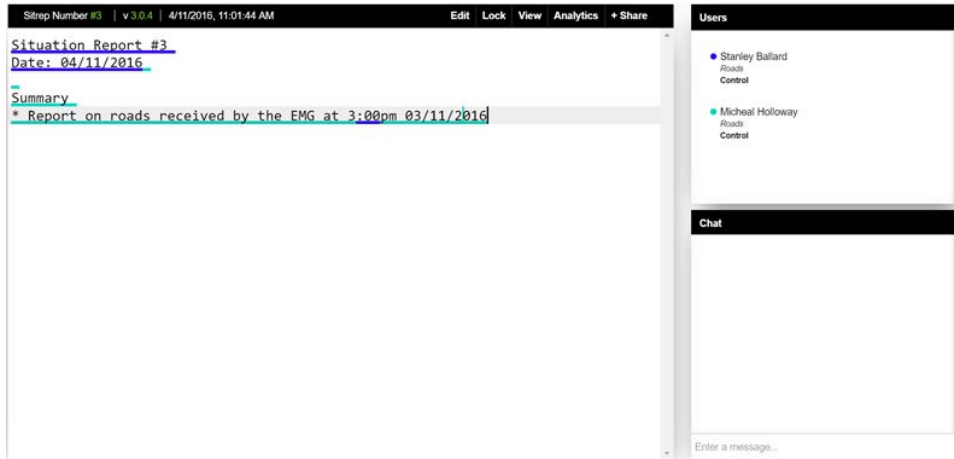 Sitrep Number #3 | v 3.0.4 | 4/11/2016, 11:01:44 AM Edit Lock View Analytics + Share
Situation Report #3
Date: 04/11/2016
Summary
* Report on roads received by the EMG at 3:00pm 03/11/2016
Users
Stanley Ballard
Roads
Control
Micheal Holloway
Roads
Control
Chat
Enter a message...